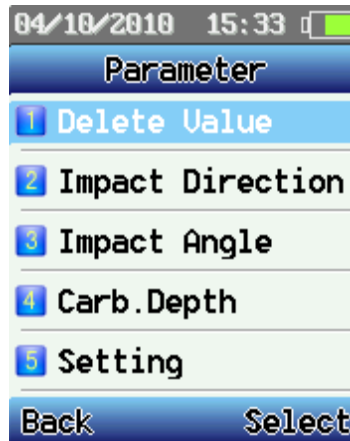 04/10/2010 15:33
Parameter
1 Delete Value
2 Impact Direction
3 Impact Angle
4 Carb.Depth
5 Setting
Back Select